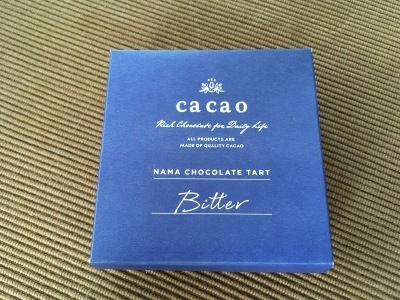 cacao
Rich Chocolate for Daily Life
ALL PRODUCTS ARE
MADE OF QUALITY CACAO
NAMA CHOCOLATE TART
Bitter